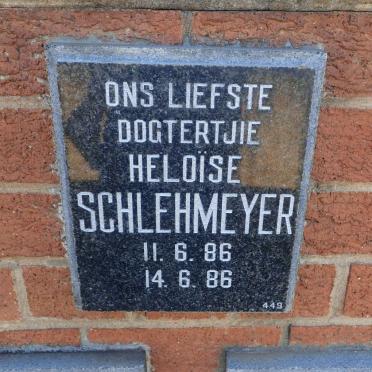 ONS LIEFSTE
DOGTERTJIE
HELOÏSE
SCHLEHMEYER
11. 6. 86
14. 6. 86
449